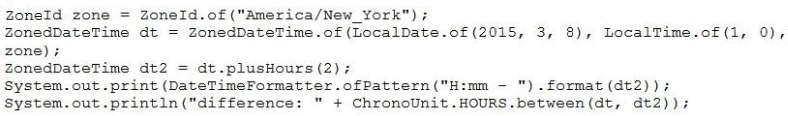 ZoneId zone = ZoneId.of("America/New_York");
ZonedDateTime dt = ZonedDateTime.of(LocalDate.of(2015, 3, 8), LocalTime.of(1, 0),
zone);
ZonedDateTime dt2 = dt.plusHours(2);
System.out.print(DateTimeFormatter.ofPattern("H:mm - ").format(dt2));
System.out.println("difference: " + ChronoUnit.HOURS.between(dt, dt2));